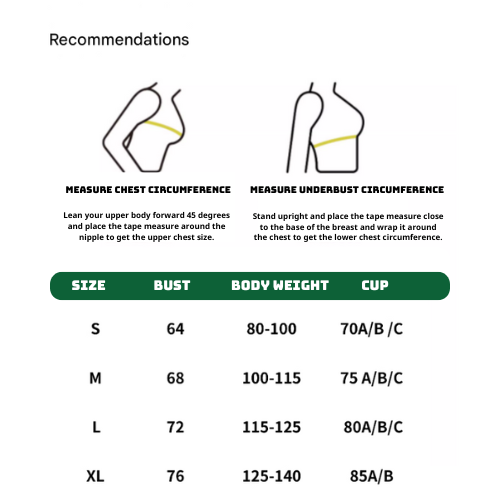 Recommendations
MEASURE CHEST CIRCUMFERENCE
Lean your upper body forward 45 degrees
and place the tape measure around the
nipple to get the upper chest size.
MEASURE UNDERBUST CIRCUMFERENCE
Stand upright and place the tape measure close
to the base of the breast and wrap it around
the chest to get the lower chest circumference.
SIZE BUST BODY WEIGHT CUP
S 64 80-100 70A/B /C
M 68 100-115 75 A/B/C
L 72 115-125 80A/B/C
XL 76 125-140 85A/B